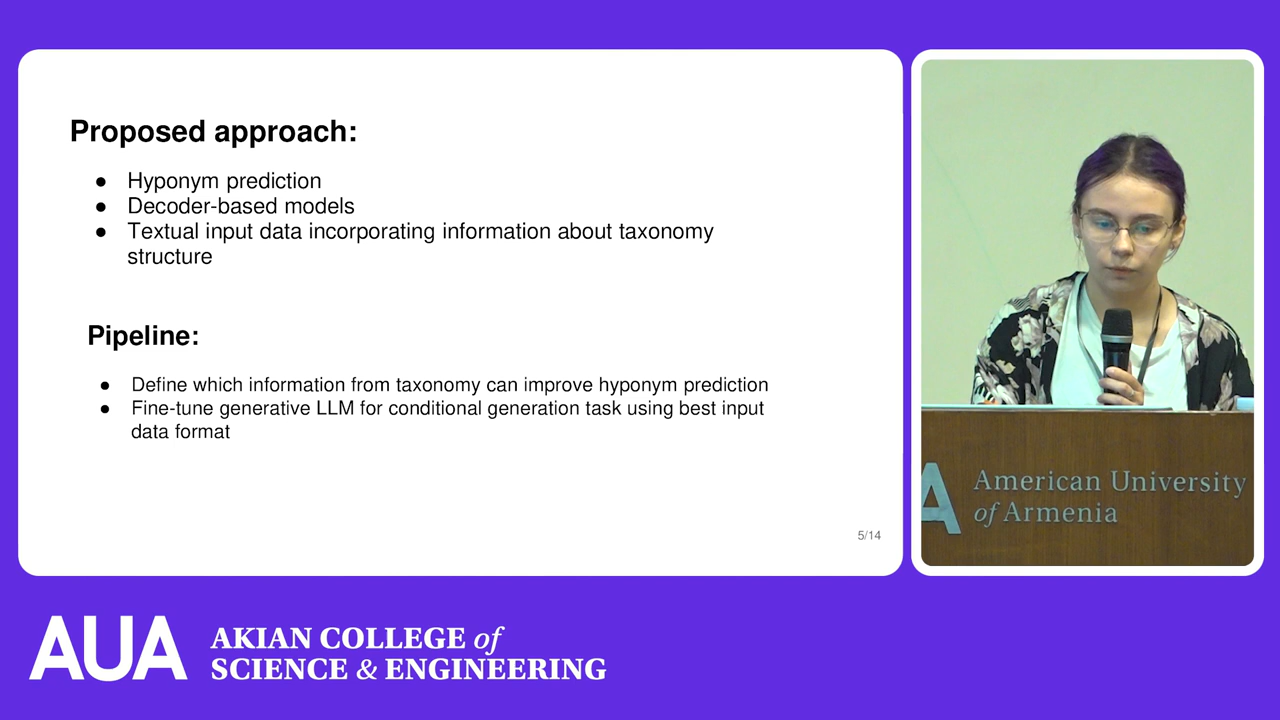 Proposed approach:
● Hyponym prediction
● Decoder-based models
● Textual input data incorporating information about taxonomy
structure
Pipeline:
● Define which information from taxonomy can improve hyponym prediction
● Fine-tune generative LLM for conditional generation task using best input
data format
5/14
A American University
of Armenia
AUA AKIAN COLLEGE of
SCIENCE & ENGINEERING